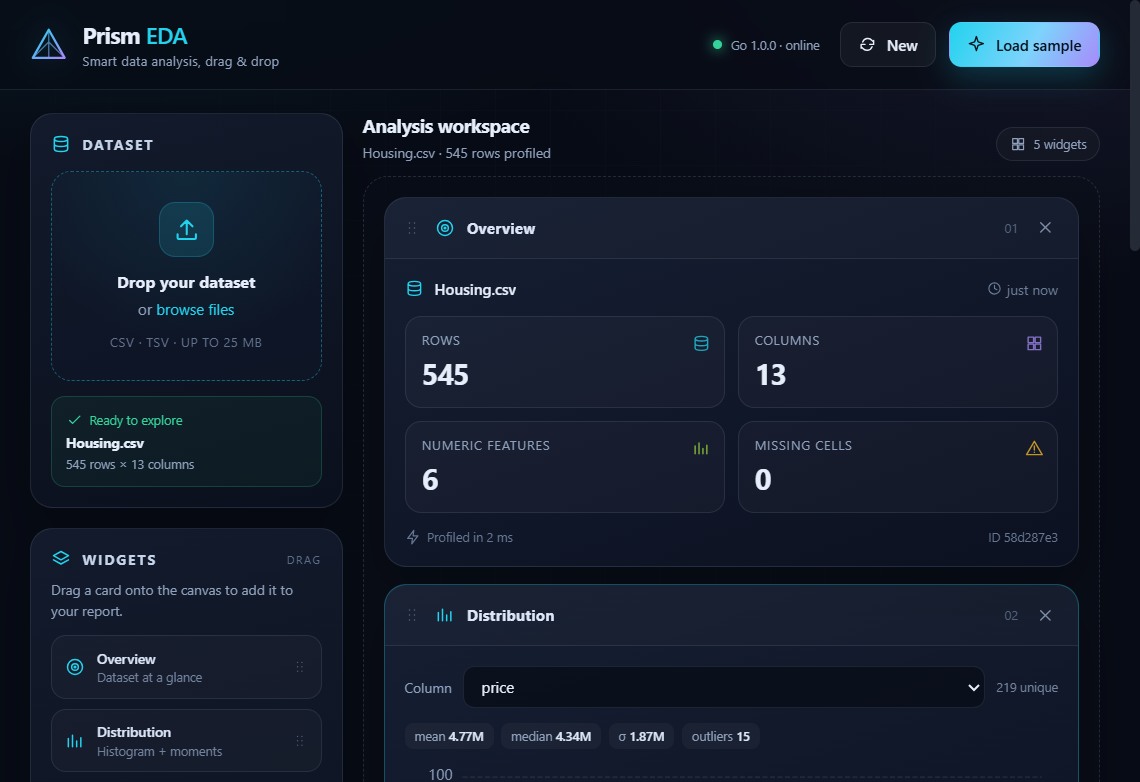 Prism EDA
Smart data analysis, drag & drop
Go 1.0.0 · online
New
Load sample
DATASET
Drop your dataset
or browse files
CSV · TSV · UP TO 25 MB
Ready to explore
Housing.csv
545 rows × 13 columns
WIDGETS
DRAG
Drag a card onto the canvas to add it to
your report.
Overview
Dataset at a glance
Distribution
Histogram + moments
Analysis workspace
Housing.csv · 545 rows profiled
5 widgets
Overview
01
Housing.csv
just now
ROWS
545
COLUMNS
13
NUMERIC FEATURES
6
MISSING CELLS
0
Profiled in 2 ms
ID 58d287e3
Distribution
02
Column
price
219 unique
mean 4.77M
median 4.34M
σ 1.87M
outliers 15
100